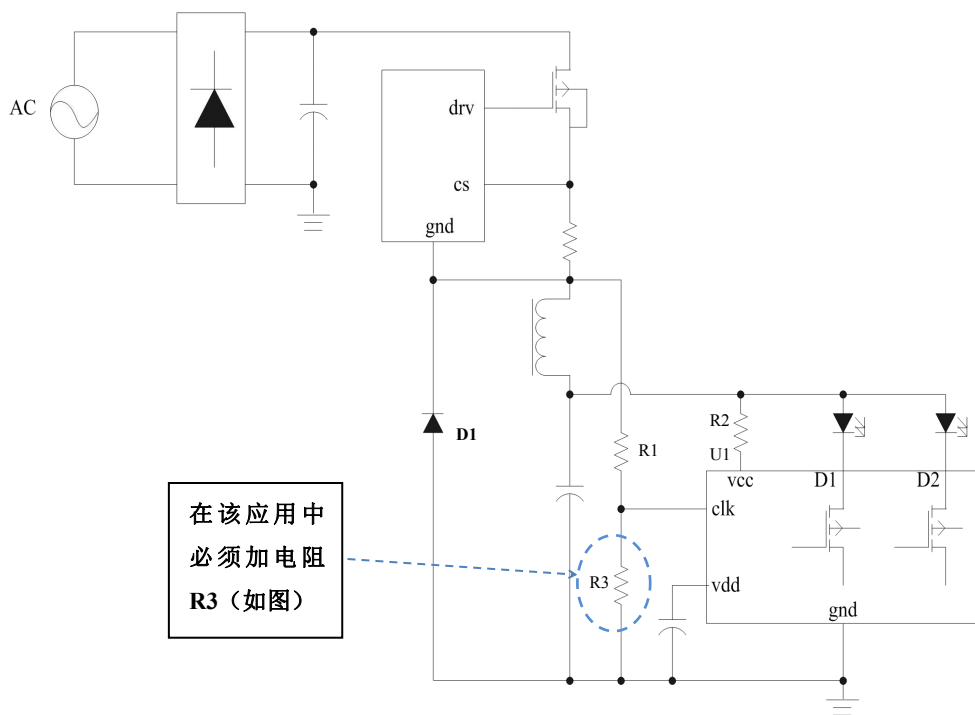 AC
drv
cs
gnd
D1
R1
R2
U1
vcc
D1
D2
clk
vdd
gnd
R3
在该应用中
必须加电阻
R3（如图）